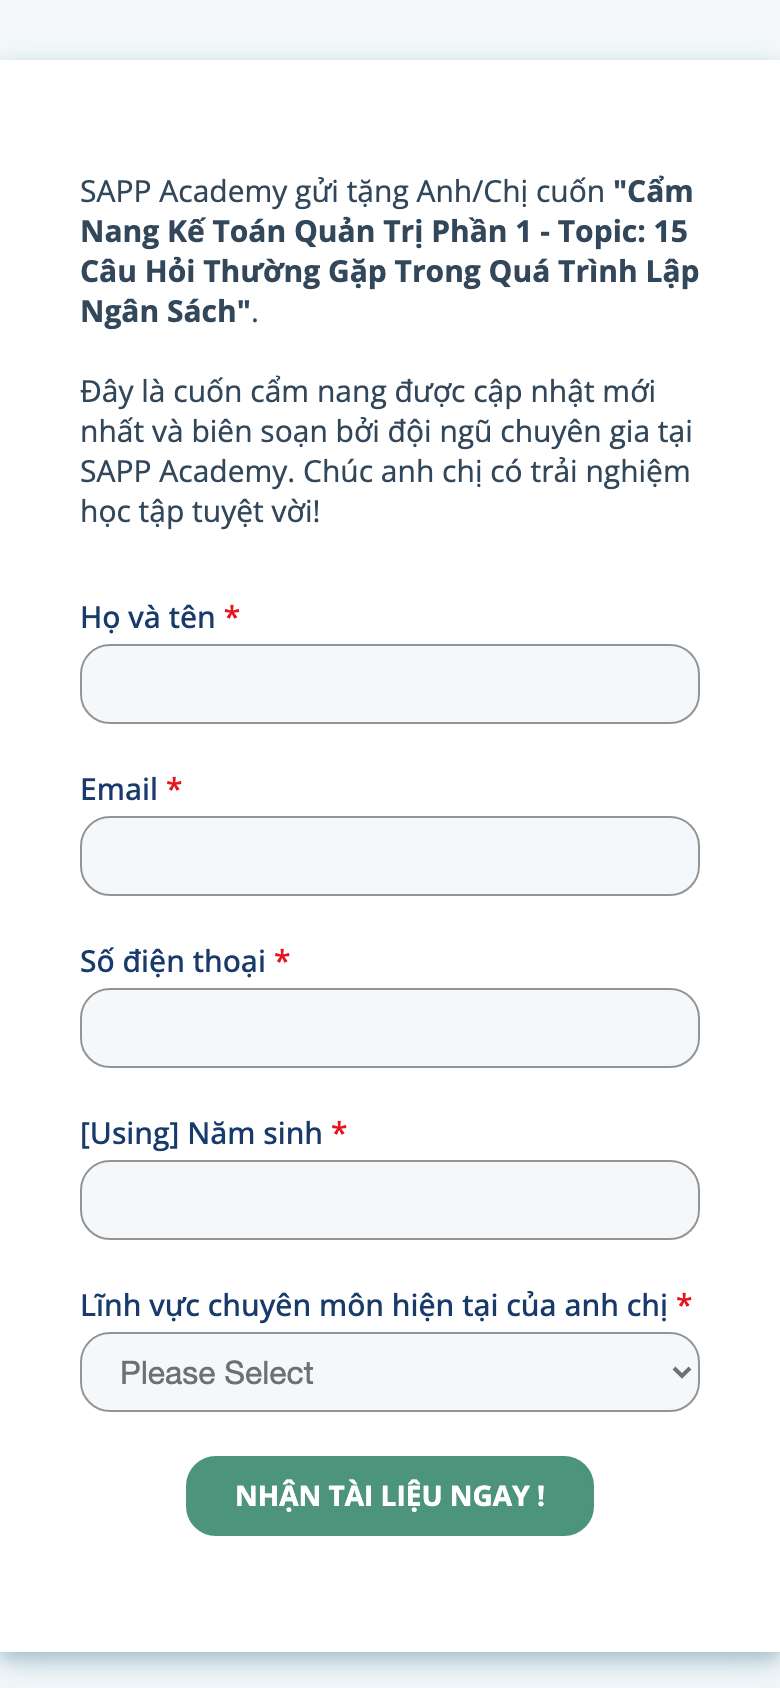 SAPP Academy gửi tặng Anh/Chị cuốn "Cẩm
Nang Kế Toán Quản Trị Phần 1 - Topic: 15
Câu Hỏi Thường Gặp Trong Quá Trình Lập
Ngân Sách".
Đây là cuốn cẩm nang được cập nhật mới
nhất và biên soạn bởi đội ngũ chuyên gia tại
SAPP Academy. Chúc anh chị có trải nghiệm
học tập tuyệt vời!
Họ và tên *
Email *
Số điện thoại *
[Using] Năm sinh *
Lĩnh vực chuyên môn hiện tại của anh chị *
Please Select
NHẬN TÀI LIỆU NGAY !